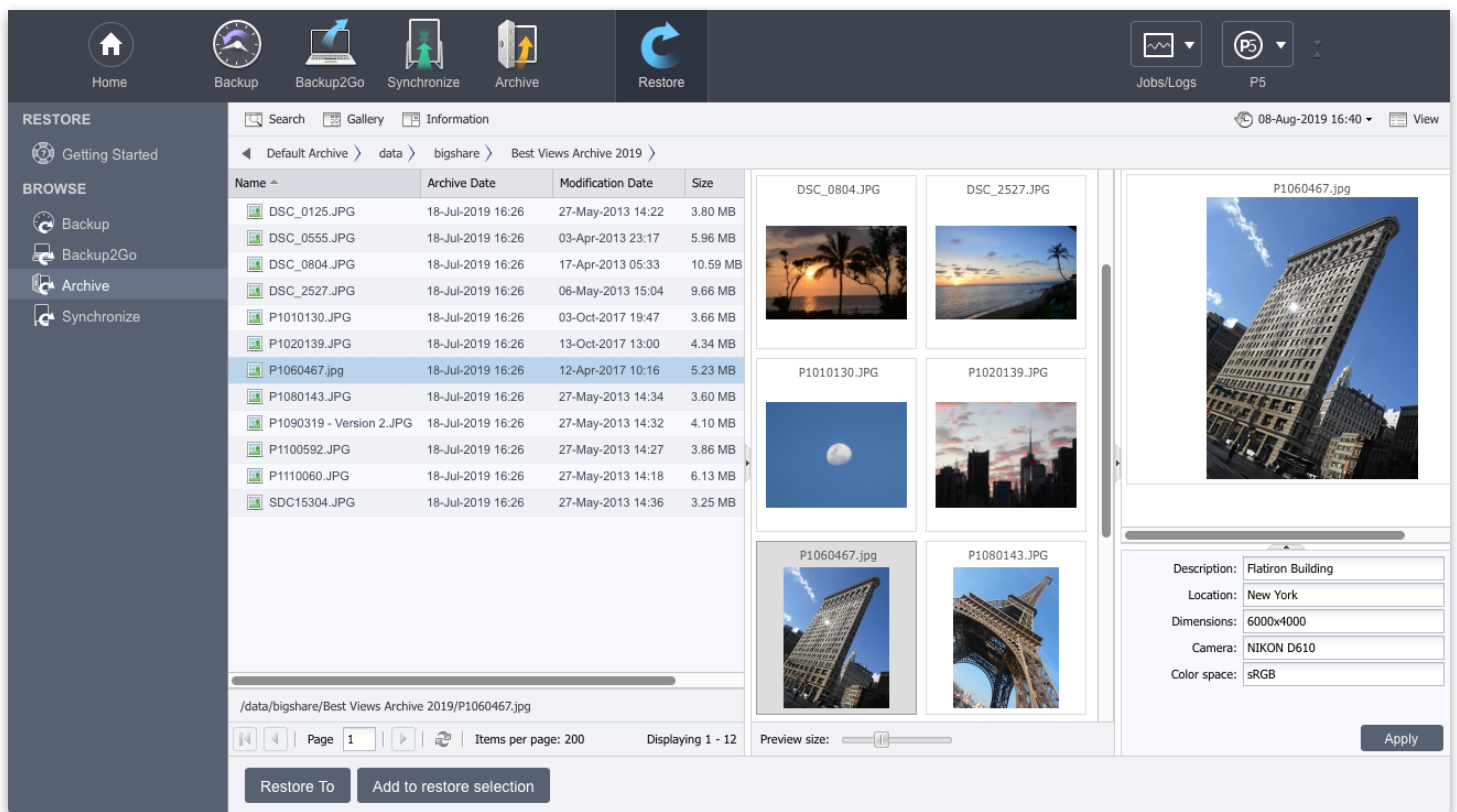 Home
Backup
Backup2Go
Synchronize
Archive
Restore
Jobs/Logs
P5
P5
RESTORE
Getting Started
BROWSE
Backup
Backup2Go
Archive
Synchronize
Search Gallery Information 08-Aug-2019 16:40 View
Default Archive data bigshare Best Views Archive 2019
Name Archive Date Modification Date Size
DSC_0125.JPG 18-Jul-2019 16:26 27-May-2013 14:22 3.80 MB
DSC_0555.JPG 18-Jul-2019 16:26 03-Apr-2013 23:17 5.96 MB
DSC_0804.JPG 18-Jul-2019 16:26 17-Apr-2013 05:33 10.59 MB
DSC_2527.JPG 18-Jul-2019 16:26 06-May-2013 15:04 9.66 MB
P1010130.JPG 18-Jul-2019 16:26 03-Oct-2017 19:47 3.66 MB
P1020139.JPG 18-Jul-2019 16:26 13-Oct-2017 13:00 4.34 MB
P1060467.jpg 18-Jul-2019 16:26 12-Apr-2017 10:16 5.23 MB
P1080143.JPG 18-Jul-2019 16:26 27-May-2013 14:34 3.60 MB
P1090319 - Version 2.JPG 18-Jul-2019 16:26 27-May-2013 14:32 4.10 MB
P1100592.JPG 18-Jul-2019 16:26 27-May-2013 14:27 3.86 MB
P1110060.JPG 18-Jul-2019 16:26 27-May-2013 14:18 6.13 MB
SDC15304.JPG 18-Jul-2019 16:26 27-May-2013 14:36 3.25 MB
/data/bigshare/Best Views Archive 2019/P1060467.jpg
Page 1 Items per page: 200 Displaying 1 - 12
DSC_0804.JPG DSC_2527.JPG
P1010130.JPG P1020139.JPG
P1060467.jpg P1080143.JPG
Preview size:
P1060467.jpg
Description: Flatiron Building
Location: New York
Dimensions: 6000x4000
Camera: NIKON D610
Color space: sRGB
Apply
Restore To Add to restore selection